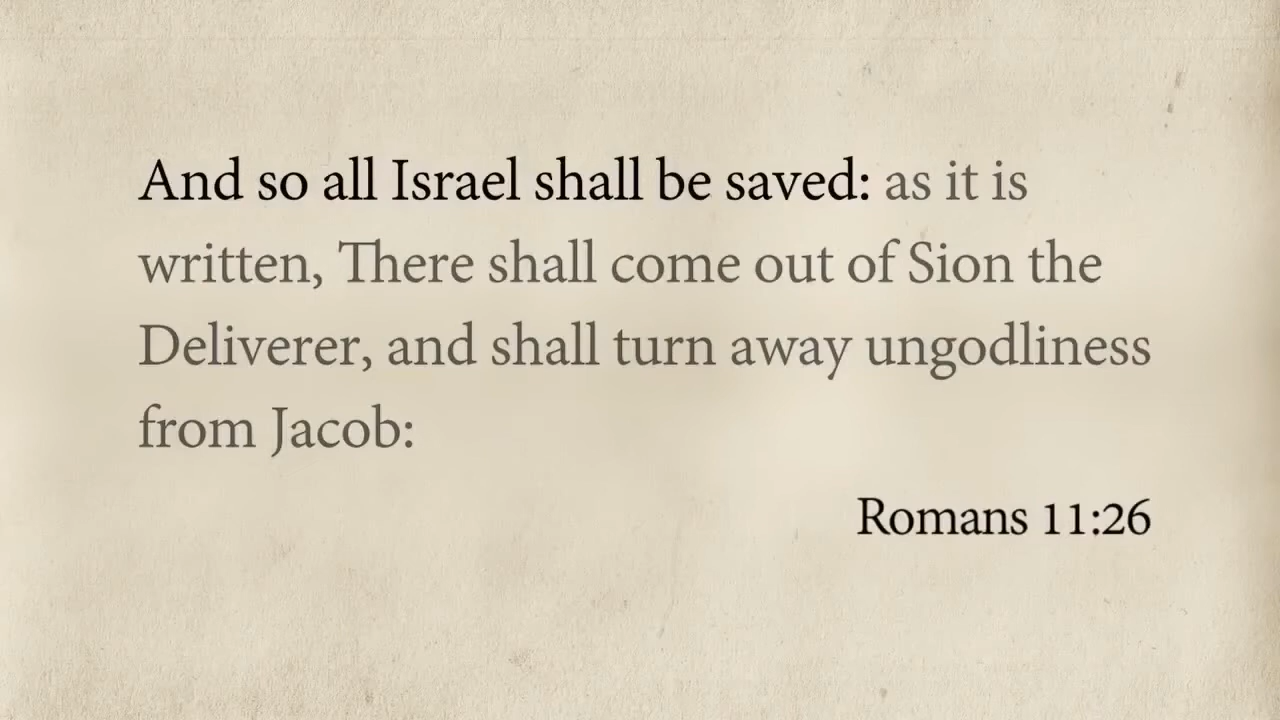 And so all Israel shall be saved: as it is
written, There shall come out of Sion the
Deliverer, and shall turn away ungodliness
from Jacob:
Romans 11:26